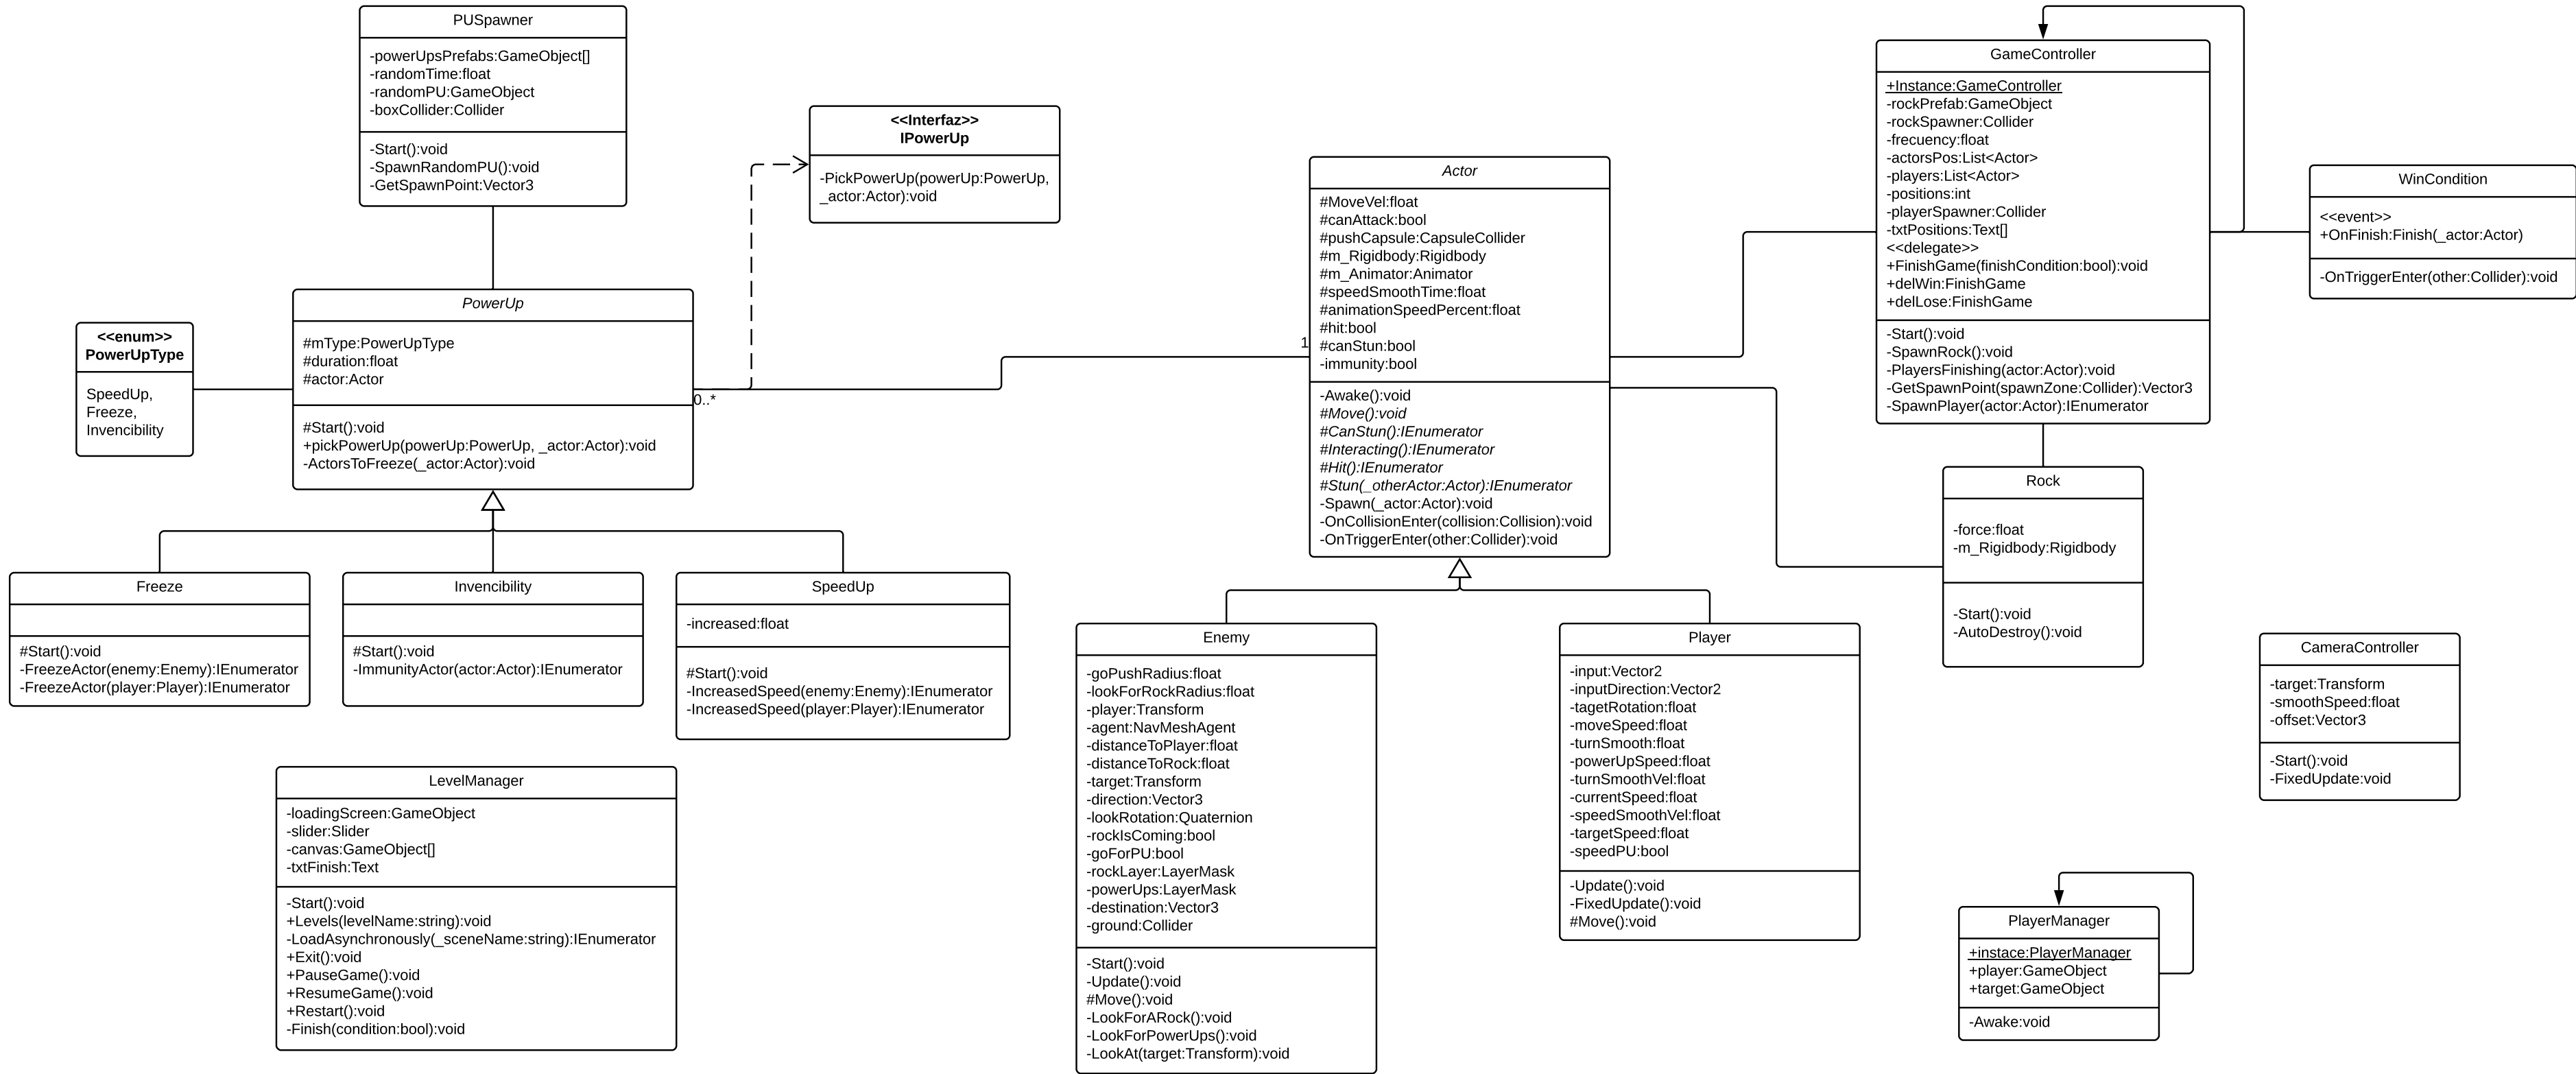 PUSpawner
-powerUpsPrefabs:GameObject[]
-randomTime:float
-randomPU:GameObject
-boxCollider:Collider
-Start():void
-SpawnRandomPU():void
-GetSpawnPoint:Vector3
<<Interfaz>>
IPowerUp
-PickPowerUp(powerUp:PowerUp,
_actor:Actor):void
PowerUp
#mType:PowerUpType
#duration:float
#actor:Actor
#Start():void
+pickPowerUp(powerUp:PowerUp, _actor:Actor):void
-ActorsToFreeze(_actor:Actor):void
0..*
1
<<enum>>
PowerUpType
SpeedUp,
Freeze,
Invencibility
Freeze
#Start():void
-FreezeActor(enemy:Enemy):IEnumerator
-FreezeActor(player:Player):IEnumerator
Invencibility
#Start():void
-ImmunityActor(actor:Actor):IEnumerator
SpeedUp
-increased:float
#Start():void
-IncreasedSpeed(enemy:Enemy):IEnumerator
-IncreasedSpeed(player:Player):IEnumerator
LevelManager
-loadingScreen:GameObject
-slider:Slider
-canvas:GameObject[]
-txtFinish:Text
-Start():void
+Levels(levelName:string):void
-LoadAsynchronously(_sceneName:string):IEnumerator
+Exit():void
+PauseGame():void
+ResumeGame():void
+Restart():void
-Finish(condition:bool):void
Actor
#MoveVel:float
#canAttack:bool
#pushCapsule:CapsuleCollider
#m_Rigidbody:Rigidbody
#m_Animator:Animator
#speedSmoothTime:float
#animationSpeedPercent:float
#hit:bool
#canStun:bool
-immunity:bool
-Awake():void
#Move():void
#CanStun():IEnumerator
#Interacting():IEnumerator
#Hit():IEnumerator
#Stun(_otherActor:Actor):IEnumerator
-Spawn(_actor:Actor):void
-OnCollisionEnter(collision:Collision):void
-OnTriggerEnter(other:Collider):void
Enemy
-goPushRadius:float
-lookForRockRadius:float
-player:Transform
-agent:NavMeshAgent
-distanceToPlayer:float
-distanceToRock:float
-target:Transform
-direction:Vector3
-lookRotation:Quaternion
-rockIsComing:bool
-goForPU:bool
-rockLayer:LayerMask
-powerUps:LayerMask
-destination:Vector3
-ground:Collider
-Start():void
-Update():void
#Move():void
-LookForARock():void
-LookForPowerUps():void
-LookAt(target:Transform):void
Player
-input:Vector2
-inputDirection:Vector2
-tagetRotation:float
-moveSpeed:float
-turnSmooth:float
-powerUpSpeed:float
-turnSmoothVel:float
-currentSpeed:float
-speedSmoothVel:float
-targetSpeed:float
-speedPU:bool
-Update():void
-FixedUpdate():void
#Move():void
GameController
+Instance:GameController
-rockPrefab:GameObject
-rockSpawner:Collider
-frecuency:float
-actorsPos:List<Actor>
-players:List<Actor>
-positions:int
-playerSpawner:Collider
-txtPositions:Text[]
<<delegate>>
+FinishGame(finishCondition:bool):void
+delWin:FinishGame
+delLose:FinishGame
-Start():void
-SpawnRock():void
-PlayersFinishing(actor:Actor):void
-GetSpawnPoint(spawnZone:Collider):Vector3
-SpawnPlayer(actor:Actor):IEnumerator
WinCondition
<<event>>
+OnFinish:Finish(_actor:Actor)
-OnTriggerEnter(other:Collider):void
Rock
-force:float
-m_Rigidbody:Rigidbody
-Start():void
-AutoDestroy():void
CameraController
-target:Transform
-smoothSpeed:float
-offset:Vector3
-Start():void
-FixedUpdate:void
PlayerManager
+instace:PlayerManager
+player:GameObject
+target:GameObject
-Awake:void